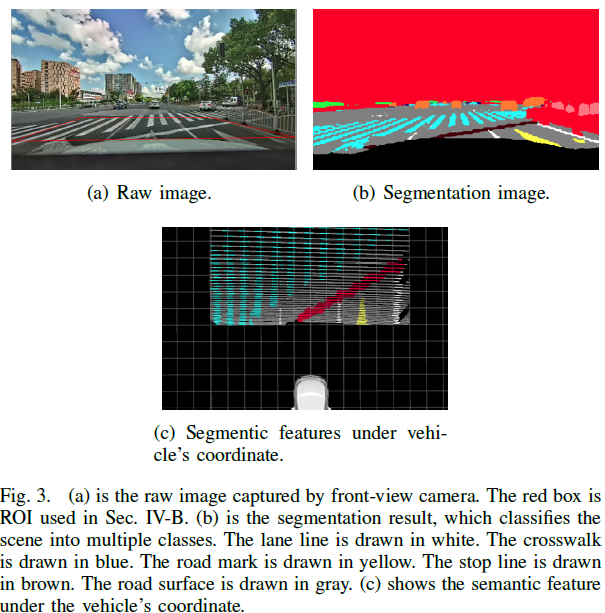 (a) Raw image.
(b) Segmentation image.
(c) Segmentic features under vehi-
cle's coordinate.
Fig. 3. (a) is the raw image captured by front-view camera. The red box is
ROI used in Sec. IV-B. (b) is the segmentation result, which classifies the
scene into multiple classes. The lane line is drawn in white. The crosswalk
is drawn in blue. The road mark is drawn in yellow. The stop line is drawn
in brown. The road surface is drawn in gray. (c) shows the semantic feature
under the vehicle's coordinate.